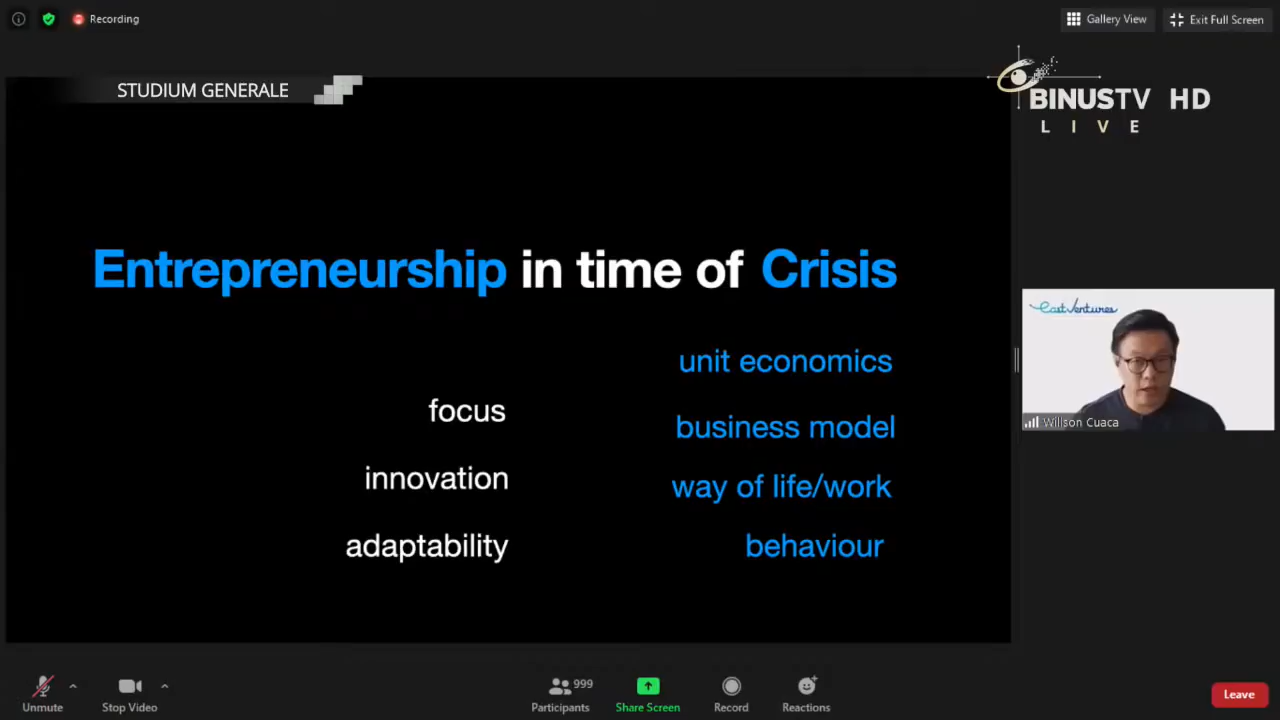 Recording
Gallery View
Exit Full Screen
STUDIUM GENERALE
BINUSTV HD
LIVE
Entrepreneurship in time of Crisis
unit economics
focus
business model
innovation
way of life/work
adaptability
behaviour
EastVentures
Willson Cuaca
Unmute
Stop Video
999
Participants
Share Screen
Record
Reactions
Leave